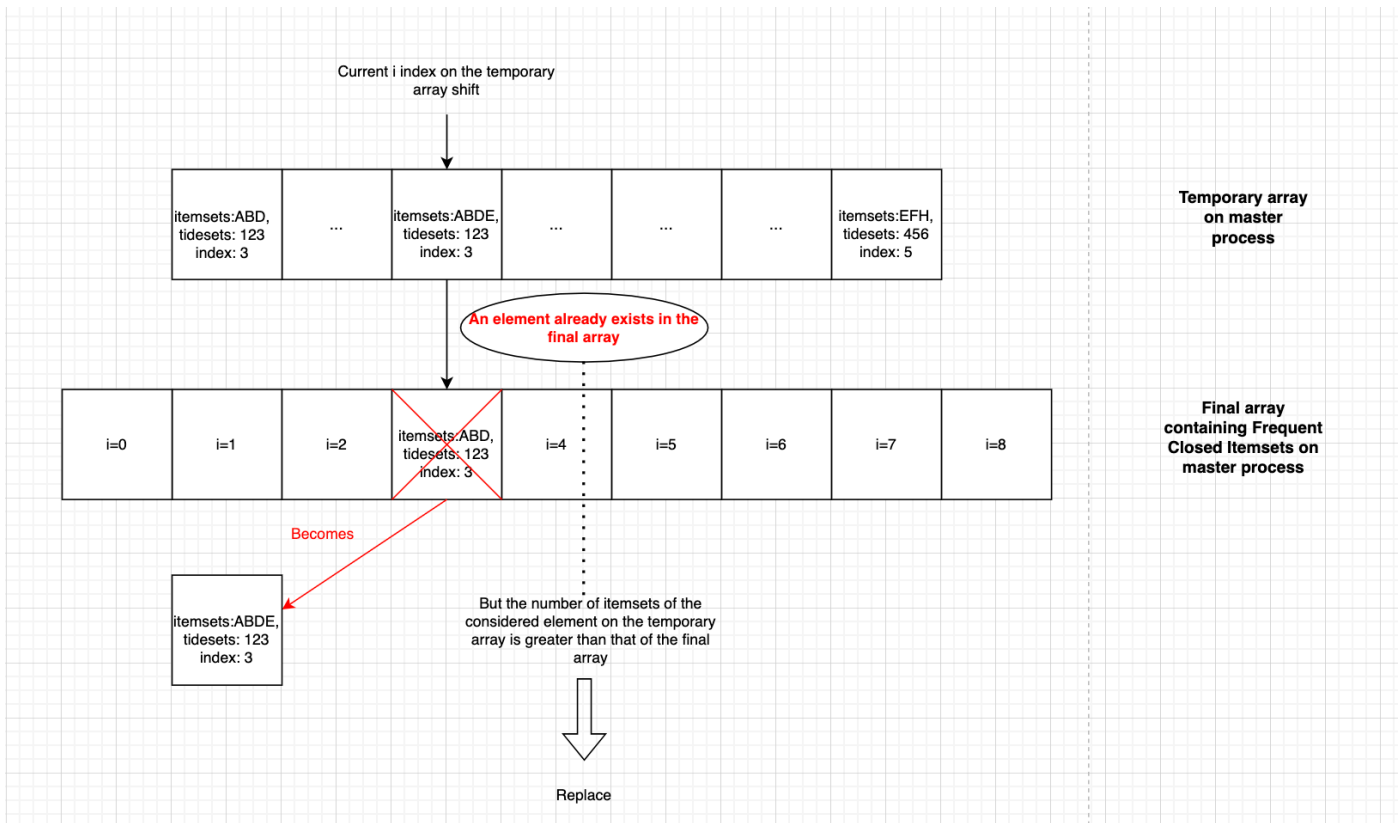 Current i index on the temporary
array shift
itemsets:ABD,
tidesets: 123
index: 3
...
itemsets:ABDE,
tidesets: 123
index: 3
...
...
...
itemsets:EFH,
tidesets: 456
index: 5
Temporary array
on master
process
An element already exists in the
final array
i=0
i=1
i=2
itemsets:ABD,
tidesets: 123
index: 3
i=4
i=5
i=6
i=7
i=8
Final array
containing Frequent
Closed Itemsets on
master process
Becomes
itemsets:ABDE,
tidesets: 123
index: 3
But the number of itemsets of the
considered element on the temporary
array is greater than that of the final
array
Replace